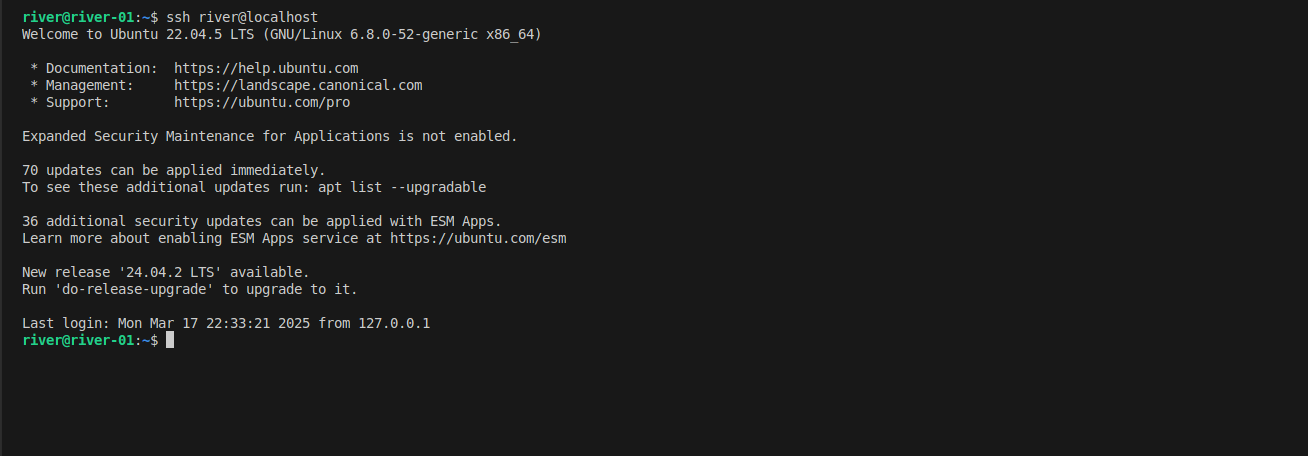 river@river-01:~$ ssh river@localhost
Welcome to Ubuntu 22.04.5 LTS (GNU/Linux 6.8.0-52-generic x86_64)

 * Documentation:  https://help.ubuntu.com
 * Management:     https://landscape.canonical.com
 * Support:        https://ubuntu.com/pro

Expanded Security Maintenance for Applications is not enabled.

70 updates can be applied immediately.
To see these additional updates run: apt list --upgradable

36 additional security updates can be applied with ESM Apps.
Learn more about enabling ESM Apps service at https://ubuntu.com/esm

New release '24.04.2 LTS' available.
Run 'do-release-upgrade' to upgrade to it.

Last login: Mon Mar 17 22:33:21 2025 from 127.0.0.1
river@river-01:~$